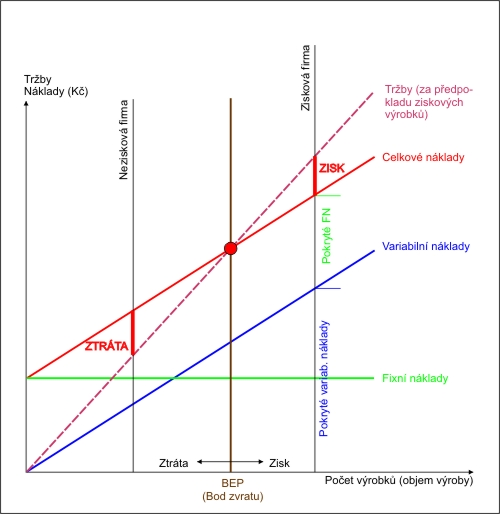 Tržby
Náklady (Kč)
Nezisková firma
Zisková firma
Tržby (za předpo-
kladu ziskových
výrobků)
Celkové náklady
ZISK
Pokryté FN
Variabilní náklady
ZTRÁTA
Pokryté variab. náklady
Fixní náklady
Ztráta
Zisk
BEP
(Bod zvratu)
Počet výrobků (objem výroby)